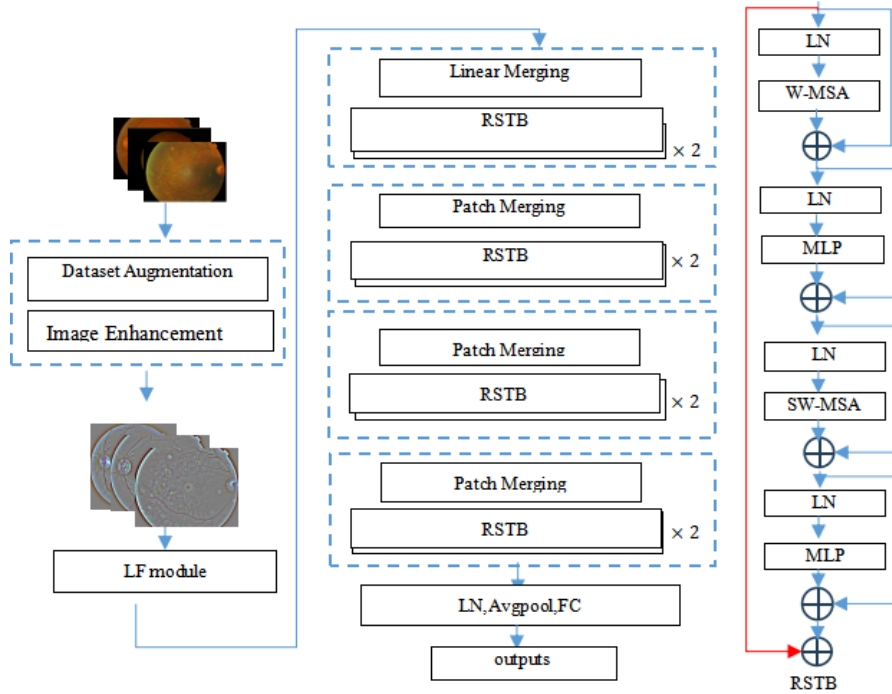 Dataset Augmentation
Image Enhancement
LF module
Linear Merging
RSTB
× 2
Patch Merging
RSTB
× 2
Patch Merging
RSTB
× 2
Patch Merging
RSTB
× 2
LN,Avgpool,FC
outputs
LN
W-MSA
LN
MLP
LN
SW-MSA
LN
MLP
RSTB